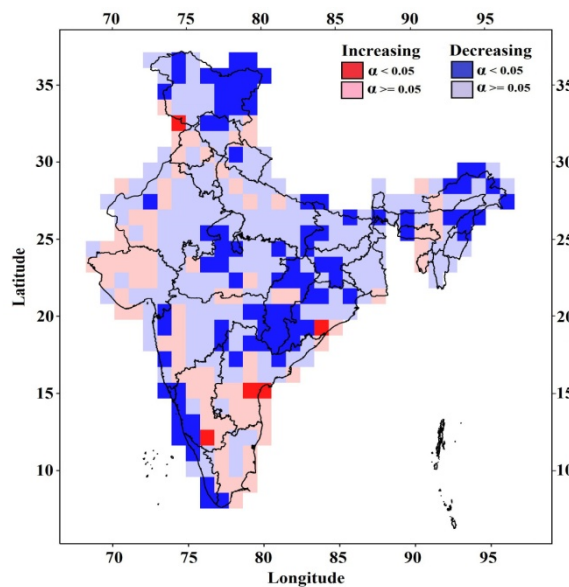 70 75 80 85 90 95
Increasing Decreasing
α < 0.05 α < 0.05
α >= 0.05 α >= 0.05
35 35
30 30
25 25
20 20
15 15
10 10
Latitude
70 75 80 85 90 95
Longitude